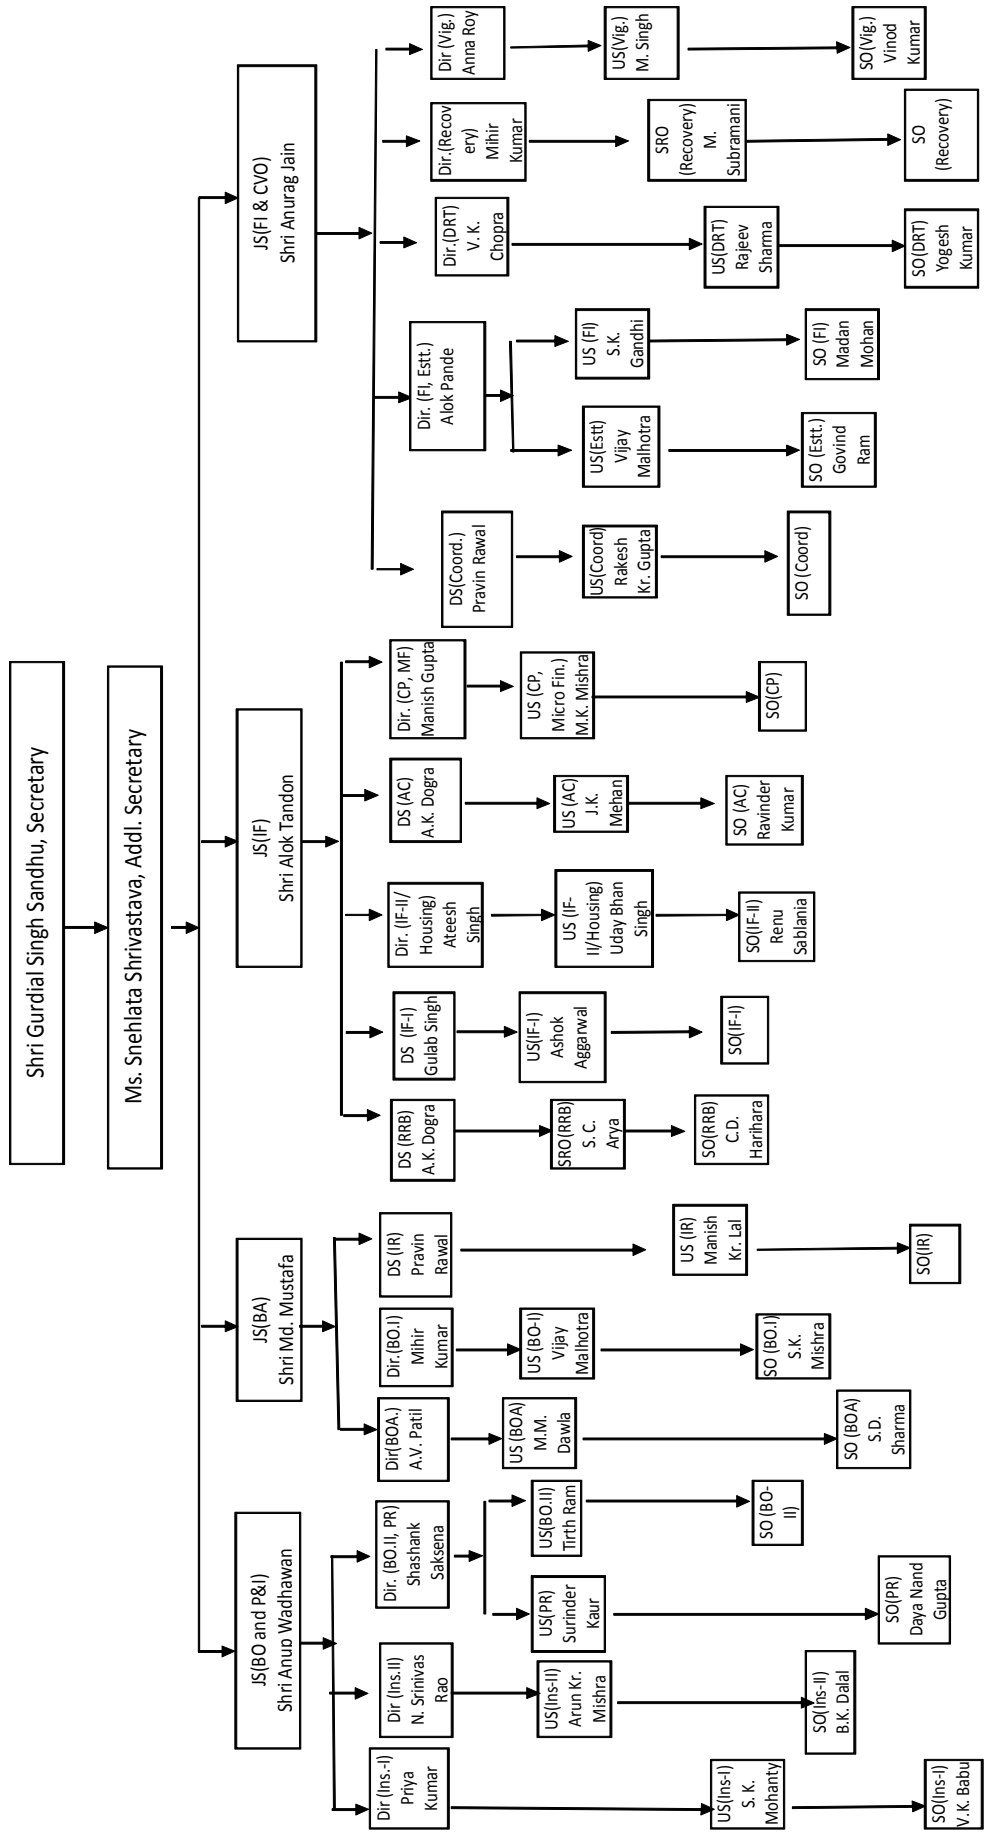 Shri Gurdial Singh Sandhu, Secretary
Ms. Snehlata Shrivastava, Addl. Secretary
JS(BO and P&I)
Shri Anup Wadhawan
JS(BA)
Shri Md. Mustafa
JS(IF)
Shri Alok Tandon
JS(FI & CVO)
Shri Anurag Jain
Dir (Ins.-I)
Priya
Kumar
Dir (Ins.II)
N. Srinivas
Rao
Dir. (BO.II, PR)
Shashank
Saksena
Dir(BOA.)
A.V. Patil
Dir.(BO.I)
Mihir
Kumar
DS (IR)
Pravin
Rawal
DS (RRB)
A.K. Dogra
DS (IF-I)
Gulab Singh
Dir. (IF-II/
Housing)
Ateesh
Singh
DS (AC)
A.K. Dogra
Dir. (CP, MF)
Manish Gupta
DS(Coord.)
Pravin Rawal
Dir. (FI, Estt.)
Alok Pande
Dir.(DRT)
V. K.
Chopra
Dir.(Recov
ery)
Mihir
Kumar
Dir (Vig.)
Anna Roy
US(Ins-I)
S. K.
Mohanty
US(Ins-II)
Arun Kr.
Mishra
US(PR)
Surinder
Kaur
US(BO.II)
Tirth Ram
US (BOA)
M.M.
Dawla
US (BO-I)
Vijay
Malhotra
US (IR)
Manish
Kr. Lal
SRO(RRB)
S. C.
Arya
US(IF-I)
Ashok
Aggarwal
US (IF-
II/Housing)
Uday Bhan
Singh
US (AC)
J.K.
Mehan
US (CP,
Micro Fin.)
M.K. Mishra
US(Coord)
Rakesh
Kr. Gupta
US(Estt)
Vijay
Malhotra
US (FI)
S.K.
Gandhi
US(DRT)
Rajeev
Sharma
SRO
(Recovery)
M.
Subramani
US(Vig.)
M. Singh
SO(Ins-I)
V.K. Babu
SO(Ins-II)
B.K. Dalal
SO(PR)
Daya Nand
Gupta
SO (BO-
II)
SO (BOA)
S.D.
Sharma
SO (BO.I)
S.K.
Mishra
SO(IR)
SO(RRB)
C.D.
Harihara
SO(IF-I)
SO(IF-II)
Renu
Sablania
SO (AC)
Ravinder
Kumar
SO(CP)
SO (Coord)
SO (Estt.)
Govind
Ram
SO (FI)
Madan
Mohan
SO(DRT)
Yogesh
Kumar
SO
(Recovery)
SO(Vig.)
Vinod
Kumar